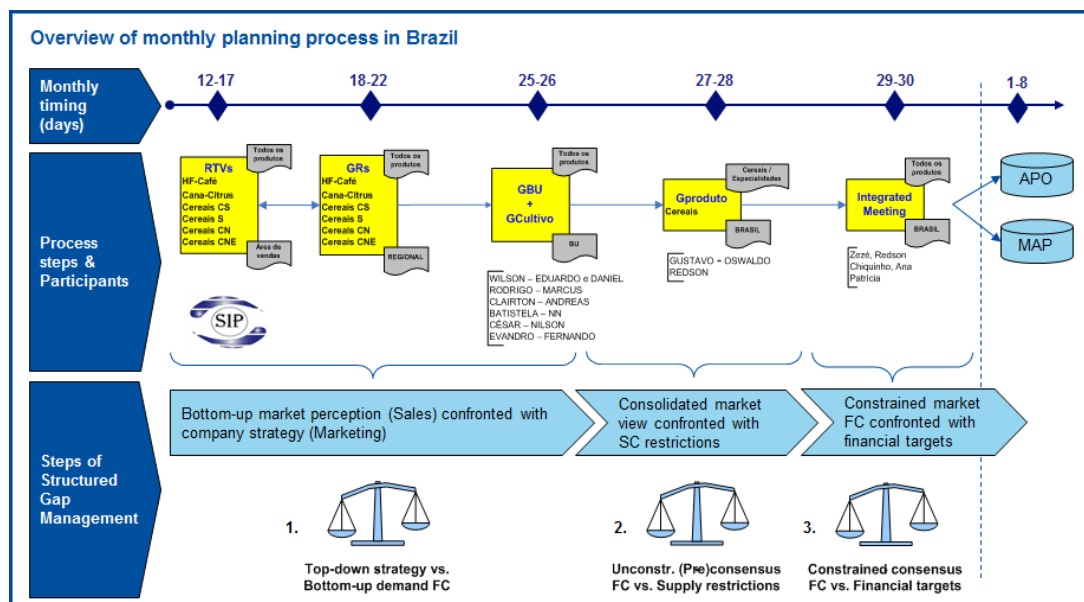 Overview of monthly planning process in Brazil
Monthly
timing
(days)
12-17
18-22
25-26
27-28
29-30
1-8
Process
steps &
Participants
Todos os
produtos
RTVs
HF-Café
Cana-Citrus
Cereais CS
Cereais S
Cereais CN
Cereais CNE
Área de
vendas
SIP
Todos os
produtos
GRs
HF-Café
Cana-Citrus
Cereais CS
Cereais S
Cereais CN
Cereais CNE
REGIONAL
Todos os
produtos
GBU
+
GCultivo
BU
WILSON – EDUARDO e DANIEL
RODRIGO – MARCUS
CLAIRTON – ANDREAS
BATISTELA – NN
CÉSAR – NILSON
EVANDRO – FERNANDO
Cereais /
Especialidades
Gproduto
Cereais
BRASIL
GUSTAVO + OSWALDO
REDSON
Todos os
produtos
Integrated
Meeting
BRASIL
Zezé, Redson
Chiquinho, Ana
Patrícia
APO
MAP
Steps of
Structured
Gap
Management
Bottom-up market perception (Sales) confronted with
company strategy (Marketing)
Consolidated market
view confronted with
SC restrictions
Constrained market
FC confronted with
financial targets
1.
Top-down strategy vs.
Bottom-up demand FC
2.
Unconstr. (Pre)consensus
FC vs. Supply restrictions
3.
Constrained consensus
FC vs. Financial targets